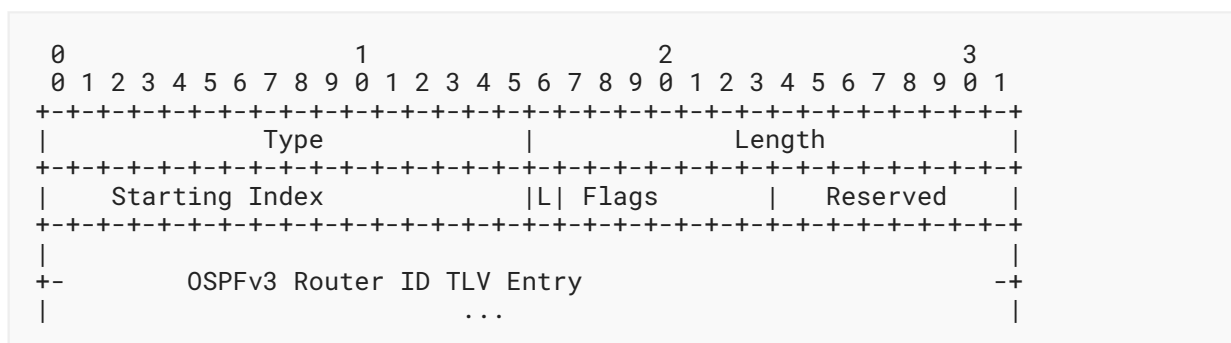 0                   1                   2                   3
 0 1 2 3 4 5 6 7 8 9 0 1 2 3 4 5 6 7 8 9 0 1 2 3 4 5 6 7 8 9 0 1
+-+-+-+-+-+-+-+-+-+-+-+-+-+-+-+-+-+-+-+-+-+-+-+-+-+-+-+-+-+-+-+-+
|              Type             |             Length            |
+-+-+-+-+-+-+-+-+-+-+-+-+-+-+-+-+-+-+-+-+-+-+-+-+-+-+-+-+-+-+-+-+
|    Starting Index             |L| Flags       |   Reserved    |
+-+-+-+-+-+-+-+-+-+-+-+-+-+-+-+-+-+-+-+-+-+-+-+-+-+-+-+-+-+-+-+-+
|                                                               |
+-        OSPFv3 Router ID TLV Entry                           -+
|                            ...                                |